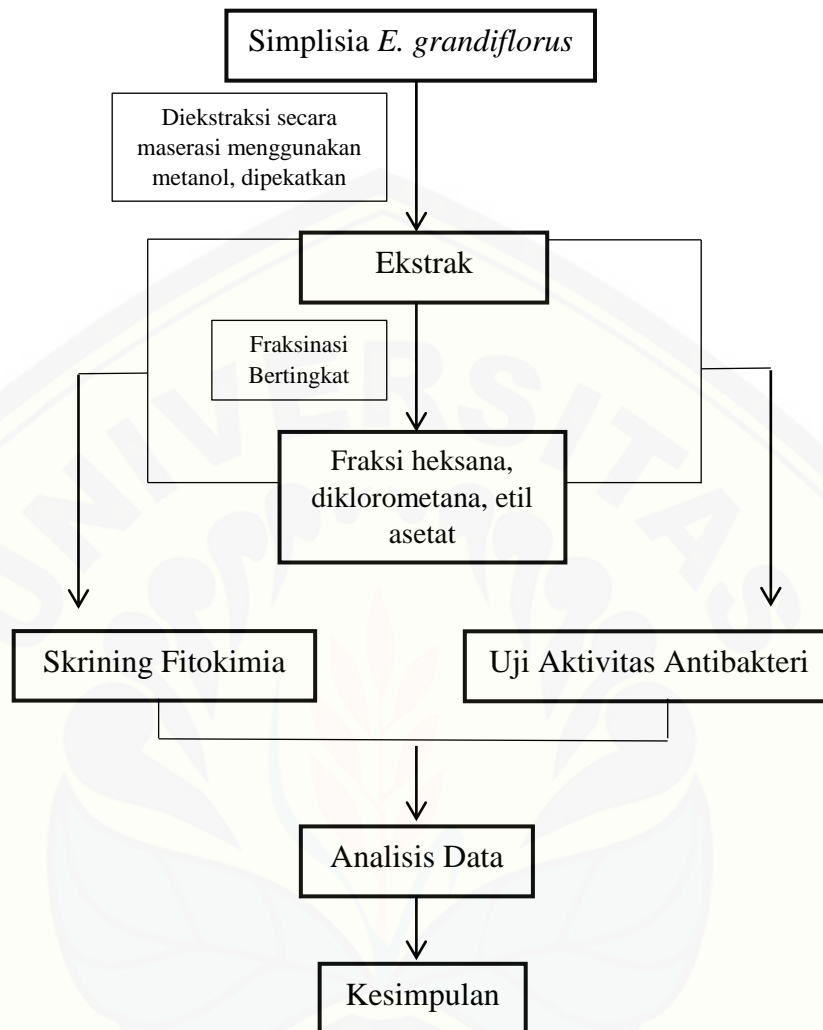 Simplisia E. grandiflorus
Diekstraksi secara
maserasi menggunakan
metanol, dipekatkan
Ekstrak
Fraksinasi
Bertingkat
Fraksi heksana,
diklorometana, etil
asetat
Skrining Fitokimia
Uji Aktivitas Antibakteri
Analisis Data
Kesimpulan
UNIVERSITAS